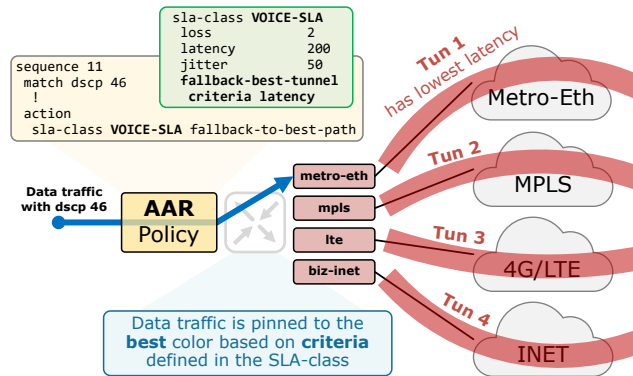 sla-class VOICE-SLA
loss 2
latency 200
jitter 50
fallback-best-tunnel
criteria latency
sequence 11
match dscp 46
!
action
sla-class VOICE-SLA fallback-to-best-path
Data traffic
with dscp 46
AAR
Policy
metro-eth
mpls
lte
biz-inet
Tun 1
has lowest latency
Metro-Eth
Tun 2
MPLS
Tun 3
4G/LTE
Tun 4
INET
Data traffic is pinned to the
best color based on criteria
defined in the SLA-class